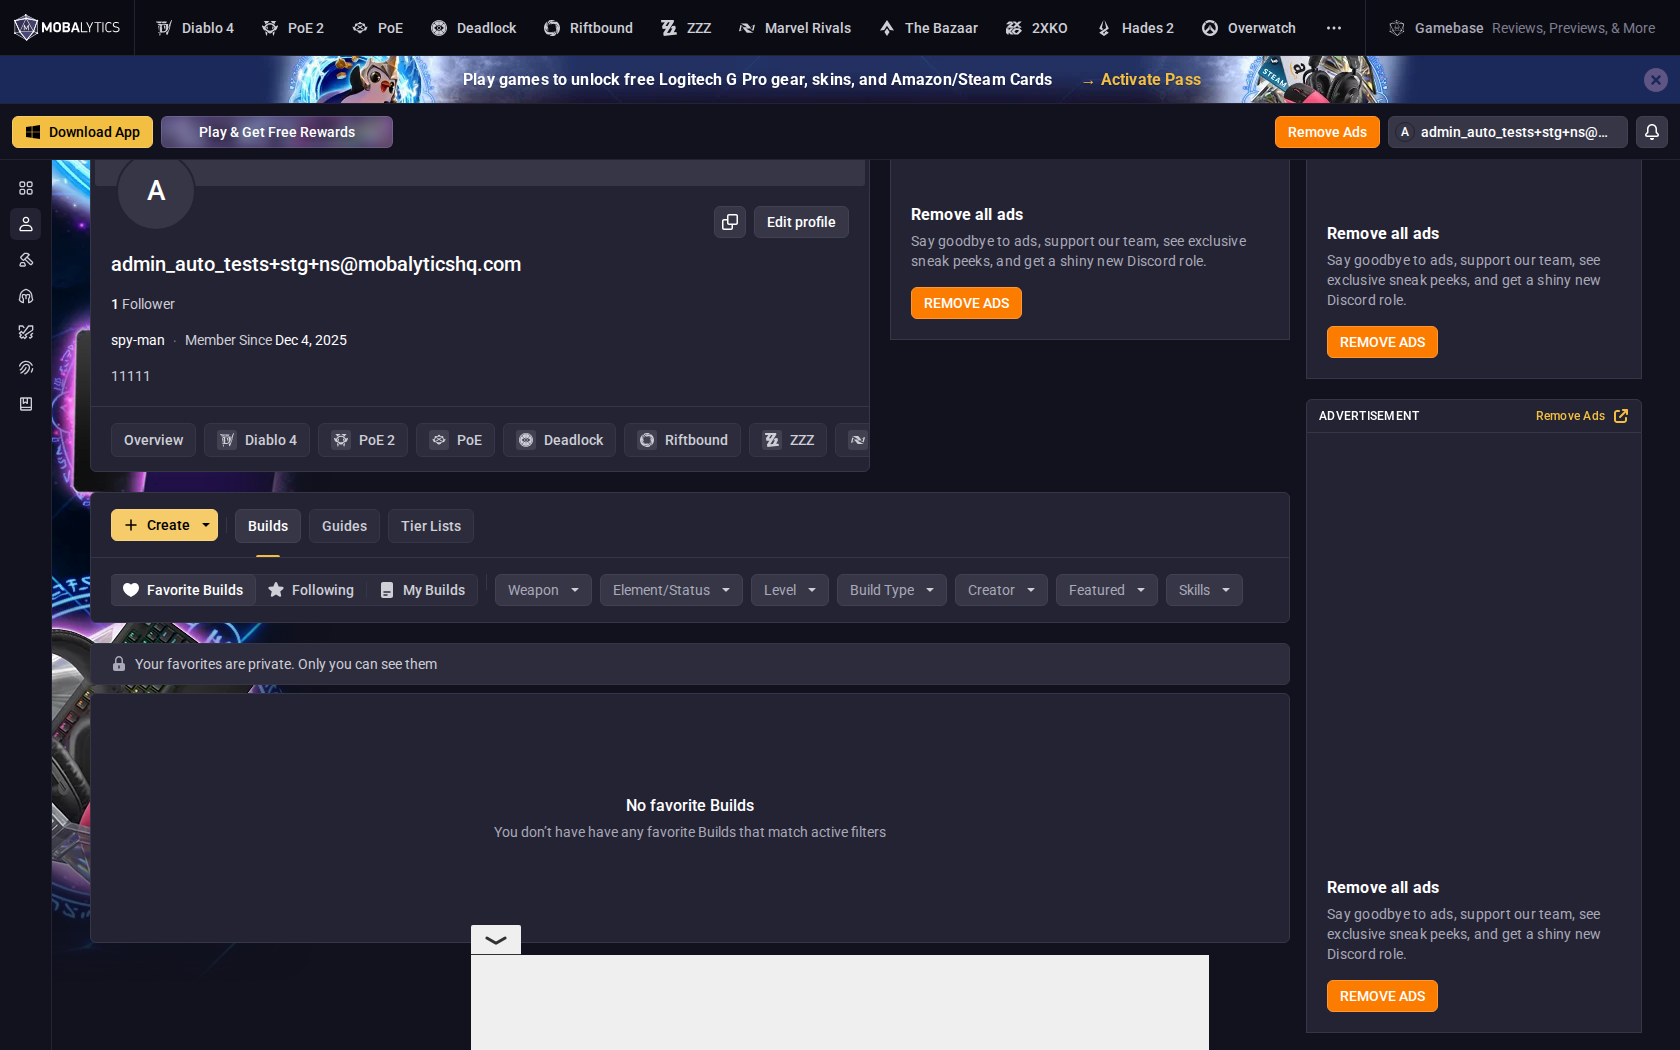 MOBALYTICS
Diablo 4
PoE 2
PoE
Deadlock
Riftbound
ZZZ
Marvel Rivals
The Bazaar
2XKO
Hades 2
Overwatch
Gamebase Reviews, Previews, & More
Play games to unlock free Logitech G Pro gear, skins, and Amazon/Steam Cards → Activate Pass
STEAM
Download App
Play & Get Free Rewards
Remove Ads
A admin_auto_tests+stg+ns@...
A
Edit profile
admin_auto_tests+stg+ns@mobalyticshq.com
1 Follower
spy-man · Member Since Dec 4, 2025
11111
Overview
Diablo 4
PoE 2
PoE
Deadlock
Riftbound
ZZZ
Remove all ads
Say goodbye to ads, support our team, see exclusive
sneak peeks, and get a shiny new Discord role.
REMOVE ADS
Remove all ads
Say goodbye to ads, support our team, see
exclusive sneak peeks, and get a shiny new
Discord role.
REMOVE ADS
ADVERTISEMENT
Remove Ads
+ Create
Builds
Guides
Tier Lists
Favorite Builds
Following
My Builds
Weapon
Element/Status
Level
Build Type
Creator
Featured
Skills
Your favorites are private. Only you can see them
No favorite Builds
You don't have have any favorite Builds that match active filters
Remove all ads
Say goodbye to ads, support our team, see
exclusive sneak peeks, and get a shiny new
Discord role.
REMOVE ADS